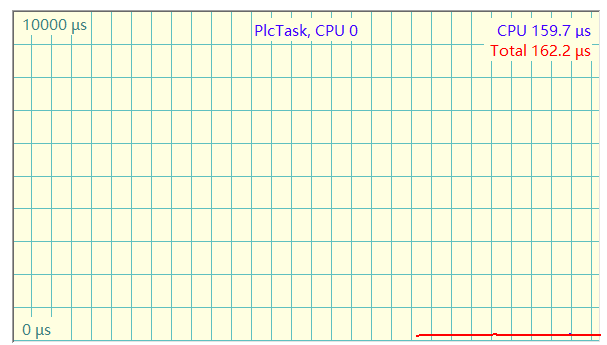 10000 µs
PlcTask, CPU 0
CPU 159.7 µs
Total 162.2 µs
0 µs